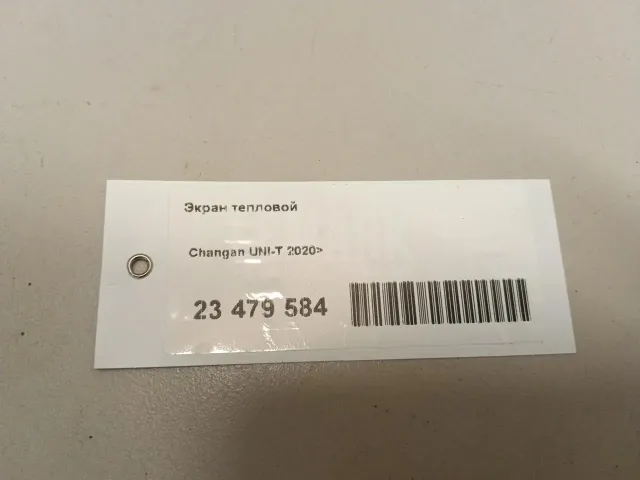 Экран тепловой
Changan UNI-T 2020>
23 479 584